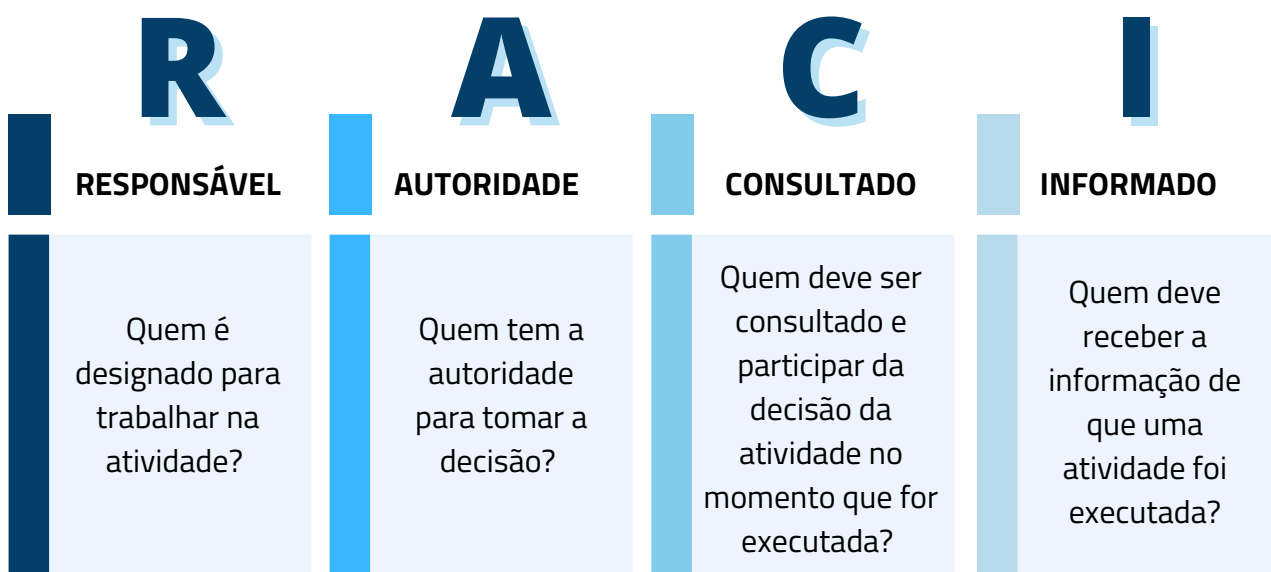 R
A
C
I
RESPONSÁVEL
AUTORIDADE
CONSULTADO
INFORMADO
Quem é
designado para
trabalhar na
atividade?
Quem tem a
autoridade
para tomar a
decisão?
Quem deve ser
consultado e
participar da
decisão da
atividade no
momento que for
executada?
Quem deve
receber a
informação de
que uma
atividade foi
executada?